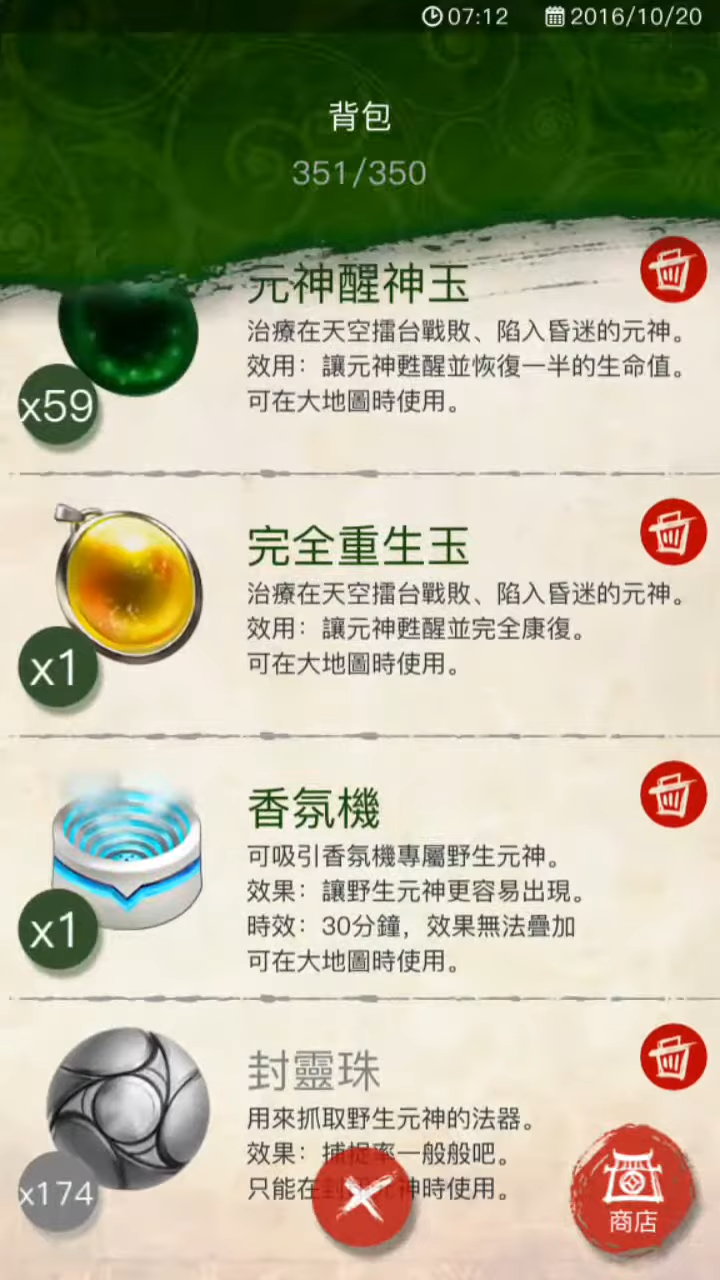 07:12 2016/10/20
背包
351/350
元神醒神玉
治療在天空擂台戰敗、陷入昏迷的元神。
效用：讓元神甦醒並恢復一半的生命值。
可在大地圖時使用。
x59
完全重生玉
治療在天空擂台戰敗、陷入昏迷的元神。
效用：讓元神甦醒並完全康復。
可在大地圖時使用。
x1
香氛機
可吸引香氛機專屬野生元神。
效果：讓野生元神更容易出現。
時效：30分鐘，效果無法疊加
可在大地圖時使用。
x1
封靈珠
用來抓取野生元神的法器。
效果：捕捉率一般般吧。
只能在封印元神時使用。
x174
商店